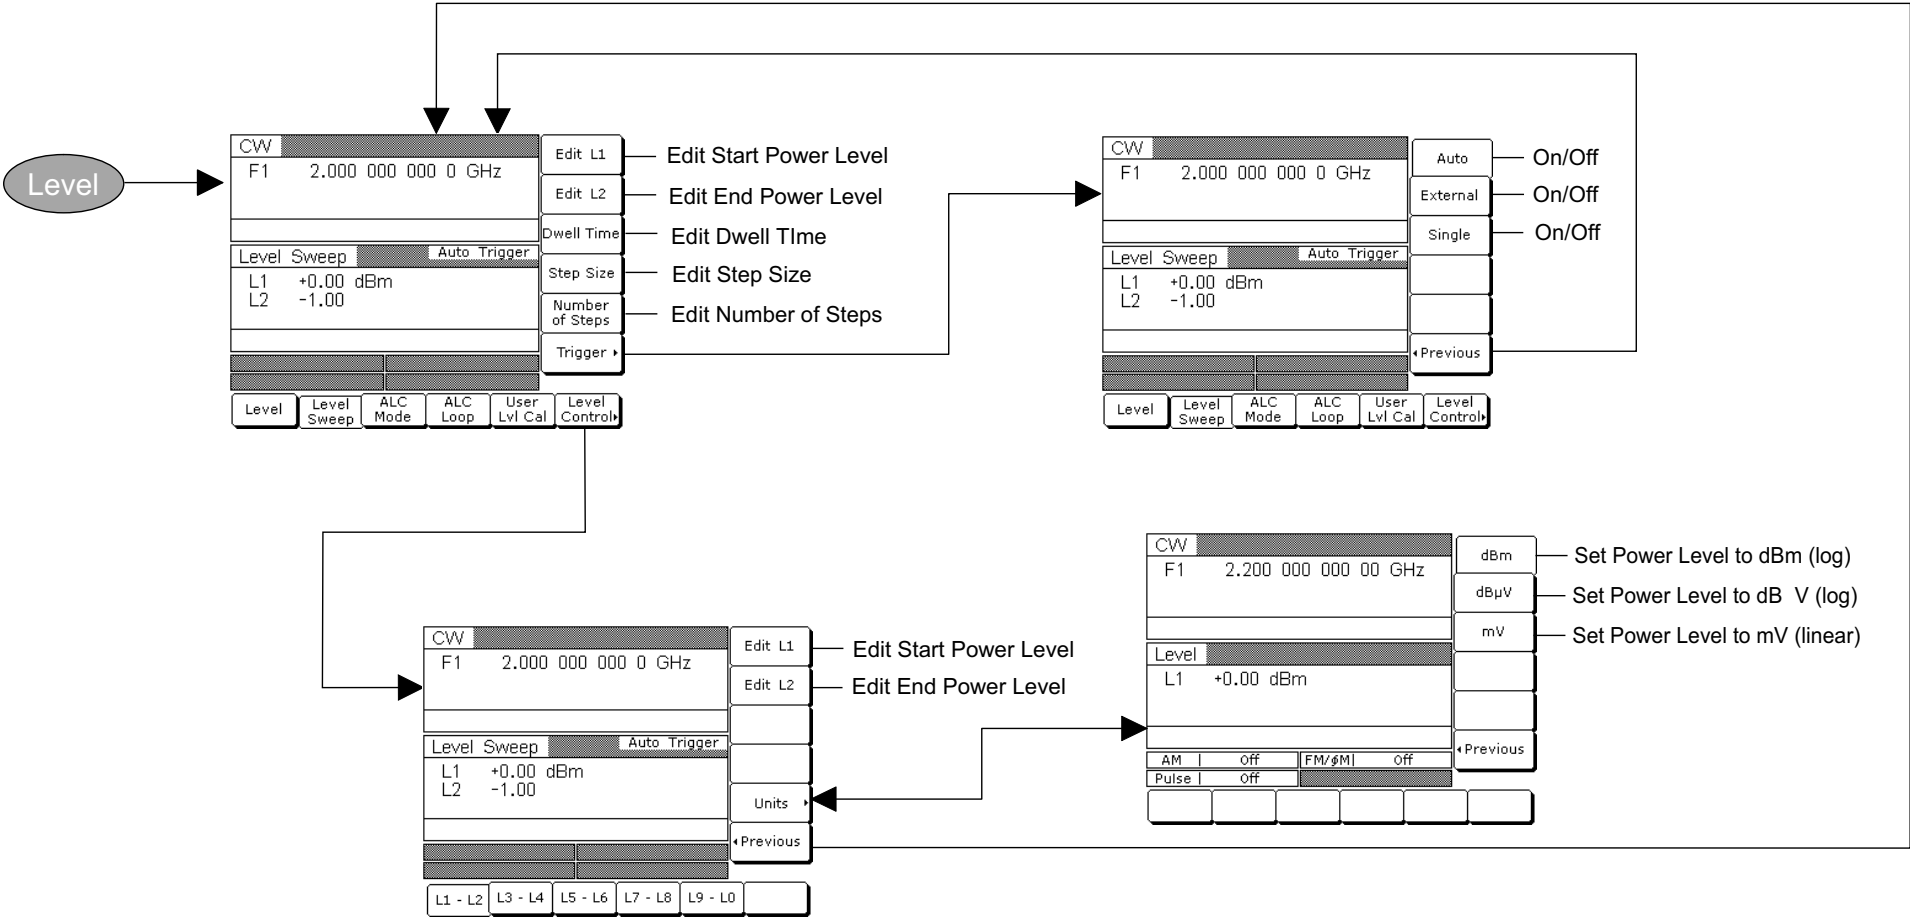 Level
CW
F1 2.000 000 000 0 GHz
Level Sweep Auto Trigger
L1 +0.00 dBm
L2 -1.00
Edit L1
Edit L2
Dwell Time
Step Size
Number
of Steps
Trigger
Edit Start Power Level
Edit End Power Level
Edit Dwell TIme
Edit Step Size
Edit Number of Steps
Level
Level
Sweep
ALC
Mode
ALC
Loop
User
Lvl Cal
Level
Control
CW
F1 2.000 000 000 0 GHz
Level Sweep Auto Trigger
L1 +0.00 dBm
L2 -1.00
Auto
External
Single
Previous
On/Off
On/Off
On/Off
Level
Level
Sweep
ALC
Mode
ALC
Loop
User
Lvl Cal
Level
Control
CW
F1 2.000 000 000 0 GHz
Level Sweep Auto Trigger
L1 +0.00 dBm
L2 -1.00
Edit L1
Edit L2
Units
Previous
Edit Start Power Level
Edit End Power Level
L1 - L2
L3 - L4
L5 - L6
L7 - L8
L9 - L0
CW
F1 2.200 000 000 00 GHz
Level
L1 +0.00 dBm
AM | Off
FM/øM| Off
Pulse | Off
dBm
dBµV
mV
Previous
Set Power Level to dBm (log)
Set Power Level to dB V (log)
Set Power Level to mV (linear)